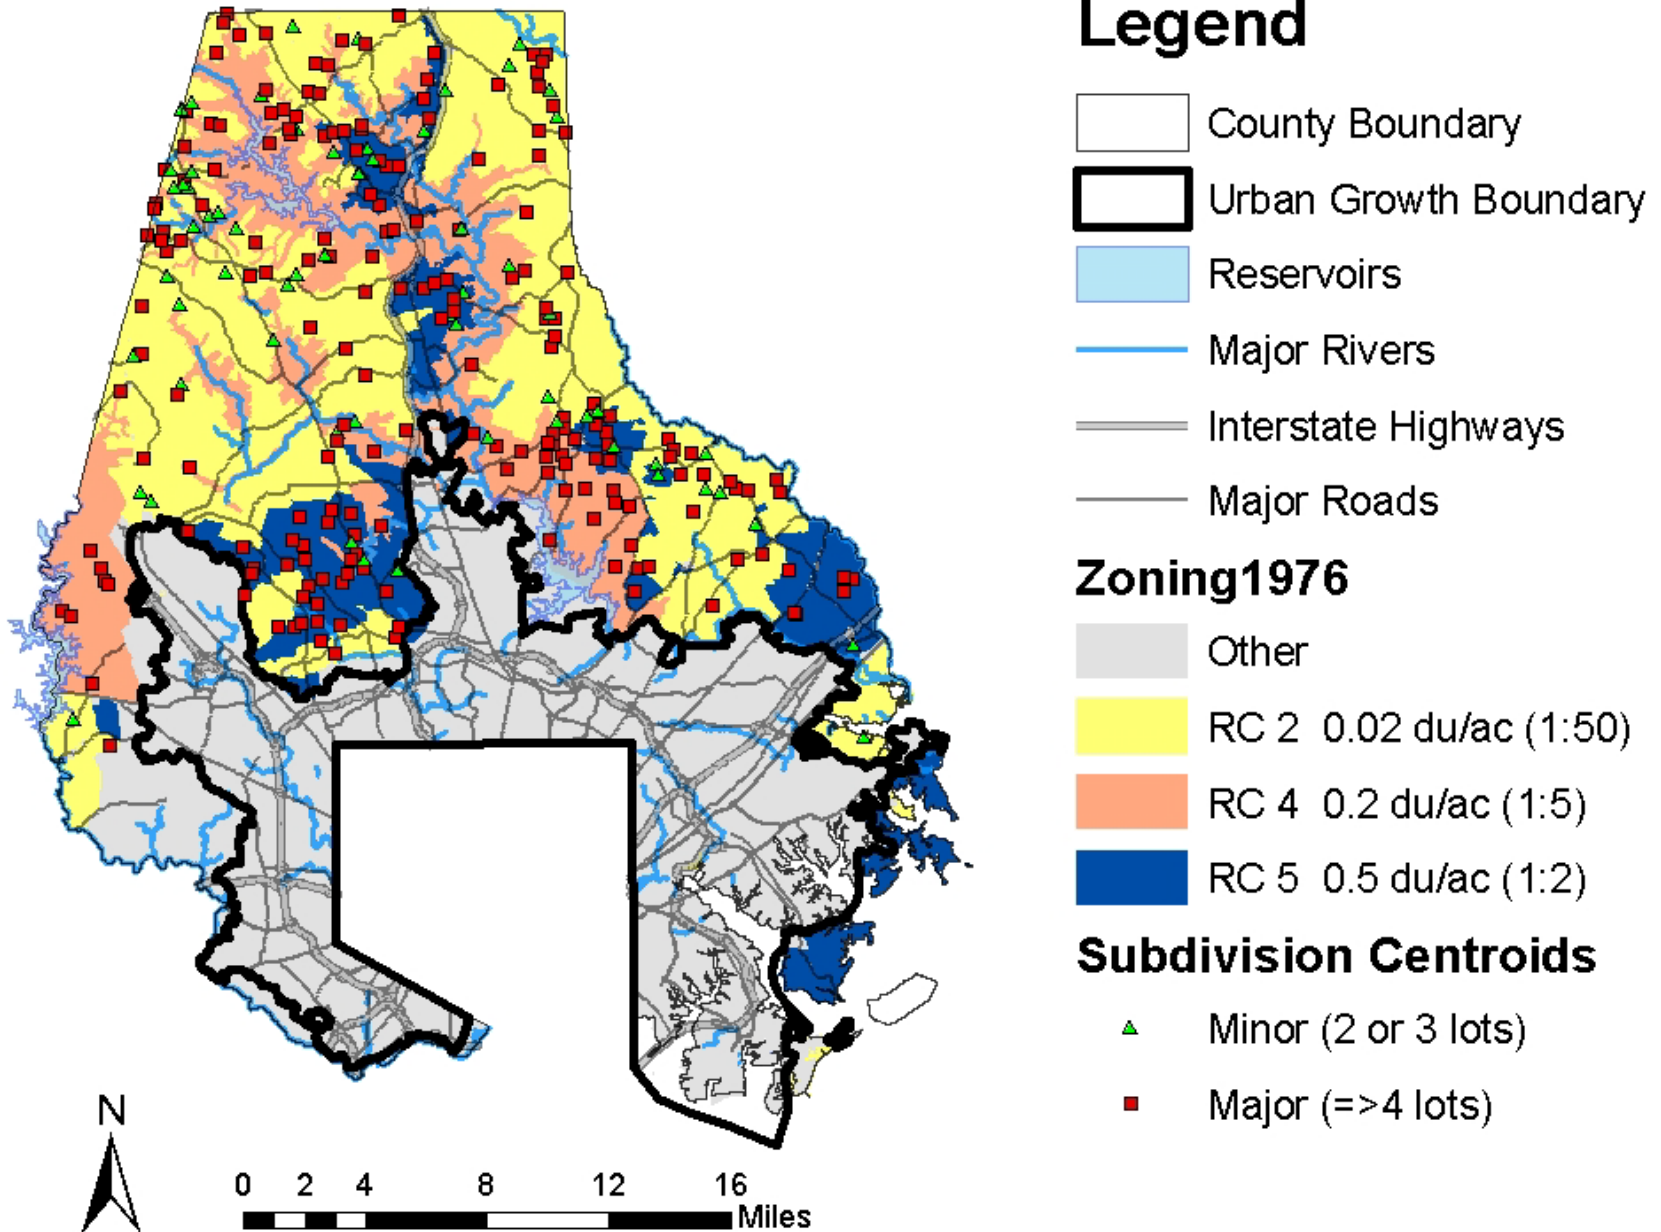 Legend
County Boundary
Urban Growth Boundary
Reservoirs
Major Rivers
Interstate Highways
Major Roads
Zoning1976
Other
RC 2  0.02 du/ac (1:50)
RC 4  0.2 du/ac (1:5)
RC 5  0.5 du/ac (1:2)
Subdivision Centroids
Minor (2 or 3 lots)
Major (=>4 lots)
N
0 2 4 8 12 16
Miles